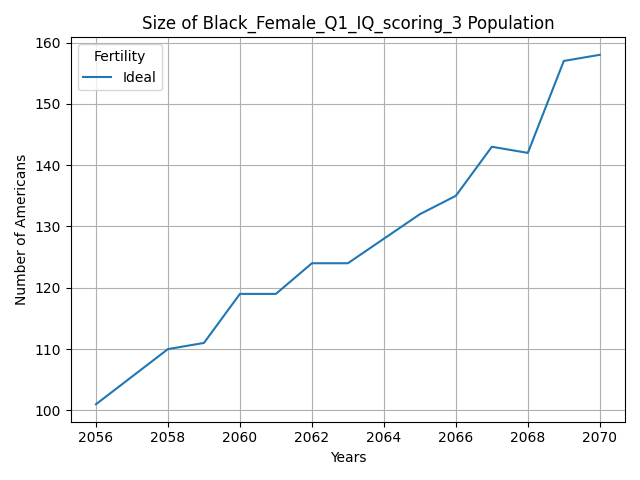 Size of Black_Female_Q1_IQ_scoring_3 Population
Fertility
Ideal
160
150
140
130
120
110
100
Number of Americans
2056 2058 2060 2062 2064 2066 2068 2070
Years